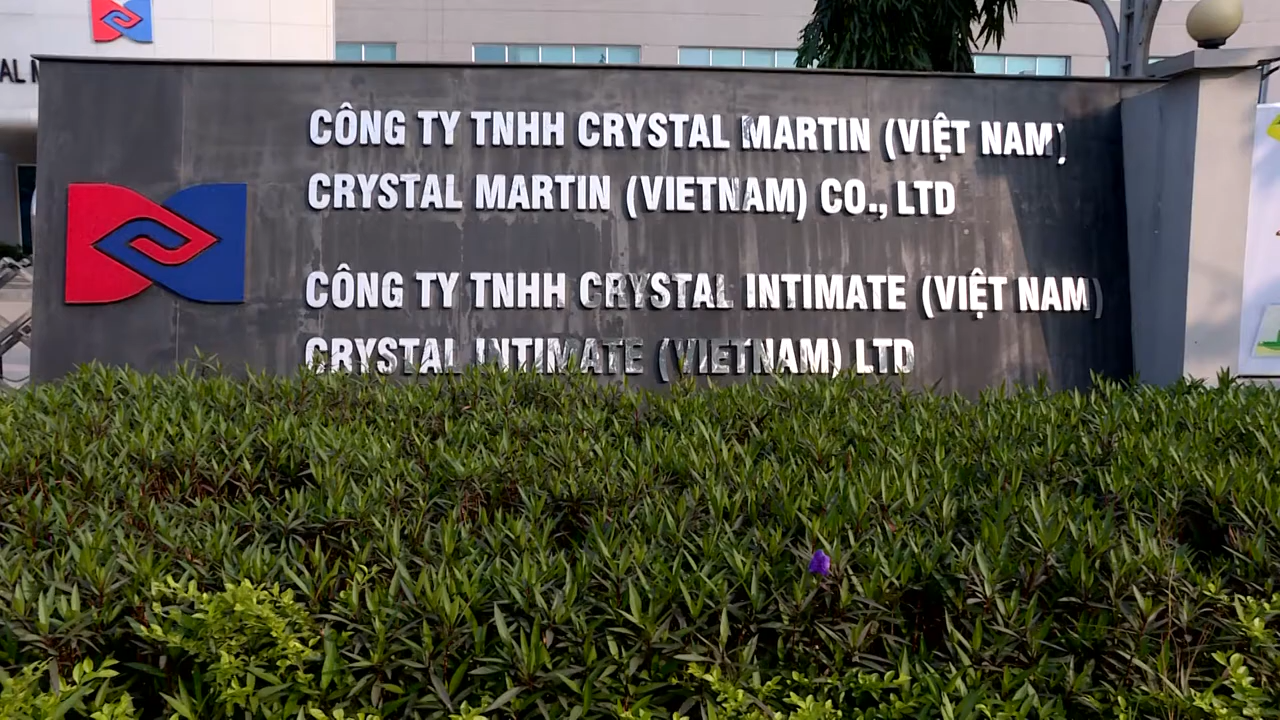 CÔNG TY TNHH CRYSTAL MARTIN (VIỆT NAM)
CRYSTAL MARTIN (VIETNAM) CO., LTD
CÔNG TY TNHH CRYSTAL INTIMATE (VIỆT NAM)
CRYSTAL INTIMATE (VIETNAM) LTD